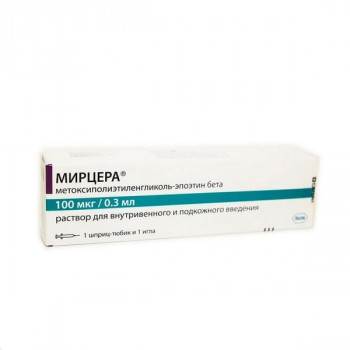 МИРЦЕРА®
метоксиполиэтиленгликоль-эпоэтин бета
100 мкг / 0.3 мл
раствор для внутривенного и подкожного введения
1 шприц-тюбик и 1 игла
Roche